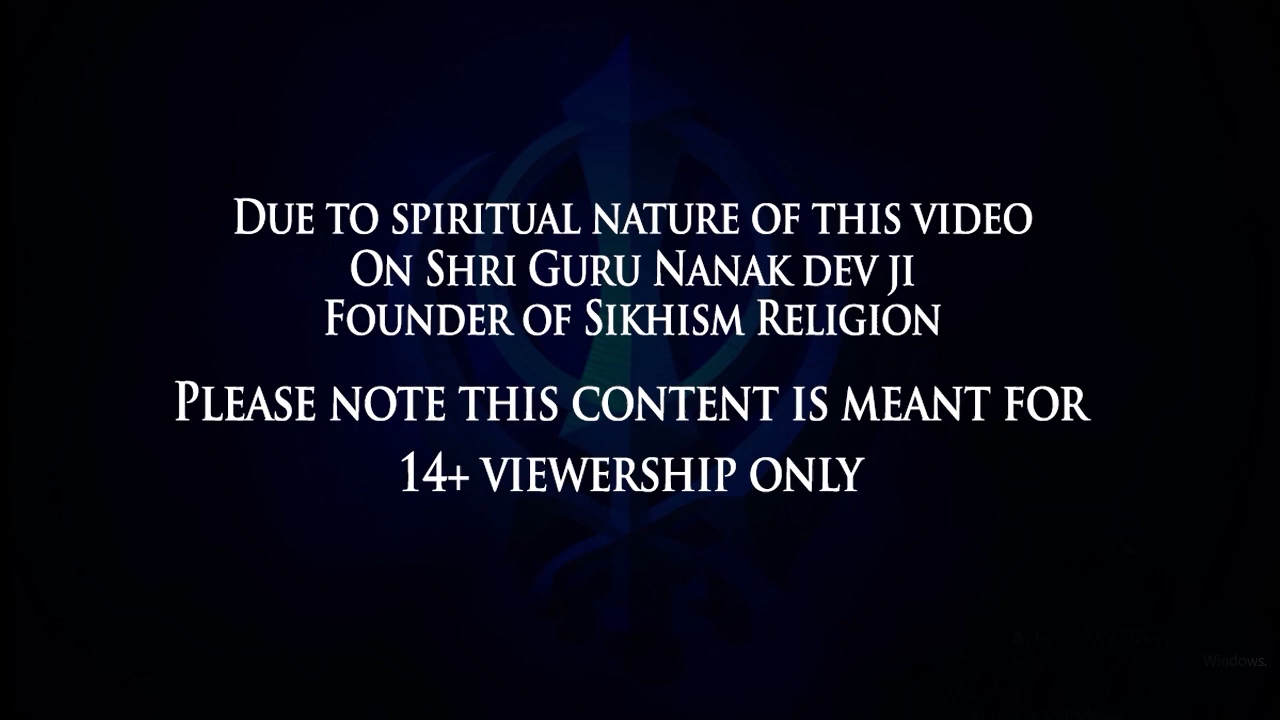 Due to spiritual nature of this video
On Shri Guru Nanak dev ji
Founder of Sikhism Religion
Please note this content is meant for
14+ viewership only
Windows.